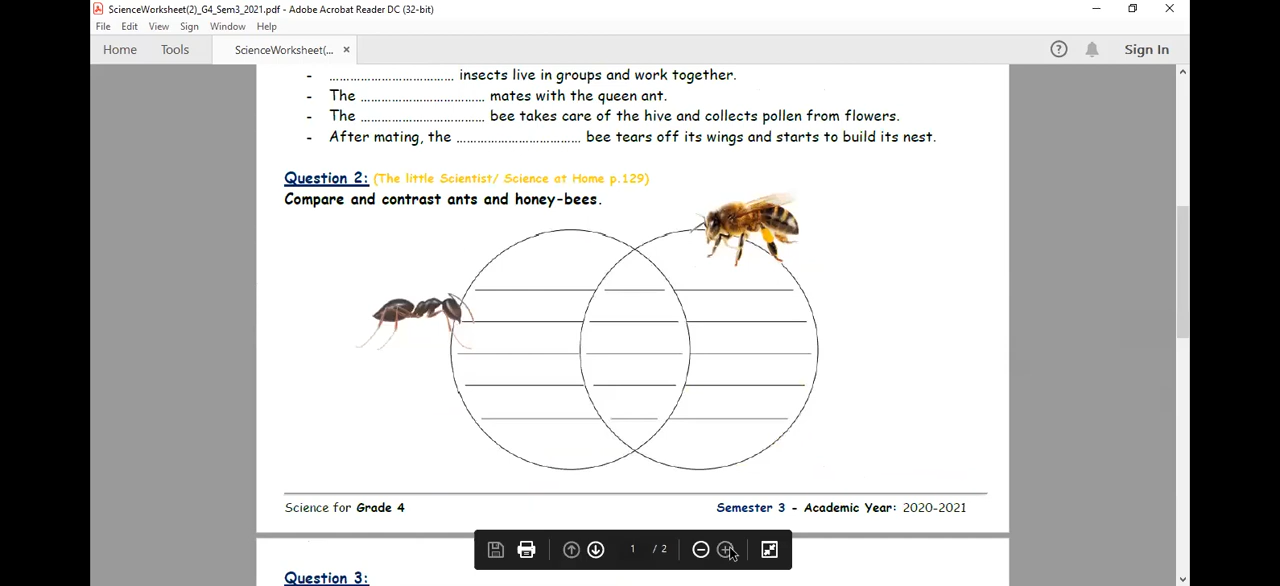 ScienceWorksheet(2)_G4_Sem3_2021.pdf - Adobe Acrobat Reader DC (32-bit)
File Edit View Sign Window Help
Home Tools ScienceWorksheet(... × Sign In
- .................................... insects live in groups and work together.
- The .................................... mates with the queen ant.
- The .................................... bee takes care of the hive and collects pollen from flowers.
- After mating, the .................................... bee tears off its wings and starts to build its nest.
Question 2: (The little Scientist/ Science at Home p.129)
Compare and contrast ants and honey-bees.
Science for Grade 4 Semester 3 - Academic Year: 2020-2021
1 / 2
Question 3: